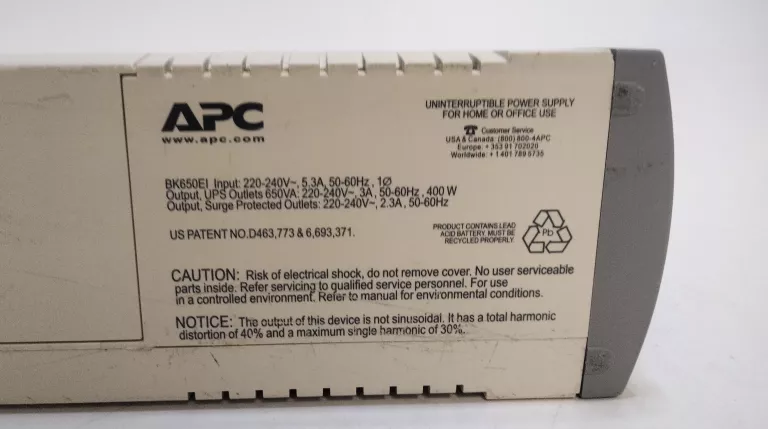 APC
www.apc.com
UNINTERRUPTIBLE POWER SUPPLY
FOR HOME OR OFFICE USE
☎ Customer Service
USA & Canada: (800) 800-4APC
Europe: + 353 91 702020
Worldwide: + 1 401 789 5735
BK650EI Input: 220-240V~, 5.3A, 50-60Hz , 1Ø
Output, UPS Outlets 650VA: 220-240V~, 3A, 50-60Hz , 400 W
Output, Surge Protected Outlets: 220-240V~, 2.3A, 50-60Hz
US PATENT NO.D463,773 & 6,693,371.
PRODUCT CONTAINS LEAD
ACID BATTERY. MUST BE
RECYCLED PROPERLY
Pb
CAUTION: Risk of electrical shock, do not remove cover. No user serviceable
parts inside. Refer servicing to qualified service personnel. For use
in a controlled environment. Refer to manual for environmental conditions.
NOTICE: The output of this device is not sinusoidal. It has a total harmonic
distortion of 40% and a maximum single harmonic of 30%.